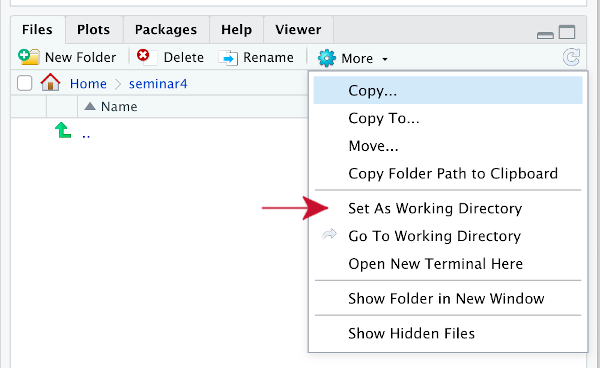 Files Plots Packages Help Viewer
New Folder Delete Rename More
Home seminar4
Name
..
Copy...
Copy To...
Move...
Copy Folder Path to Clipboard
Set As Working Directory
Go To Working Directory
Open New Terminal Here
Show Folder in New Window
Show Hidden Files